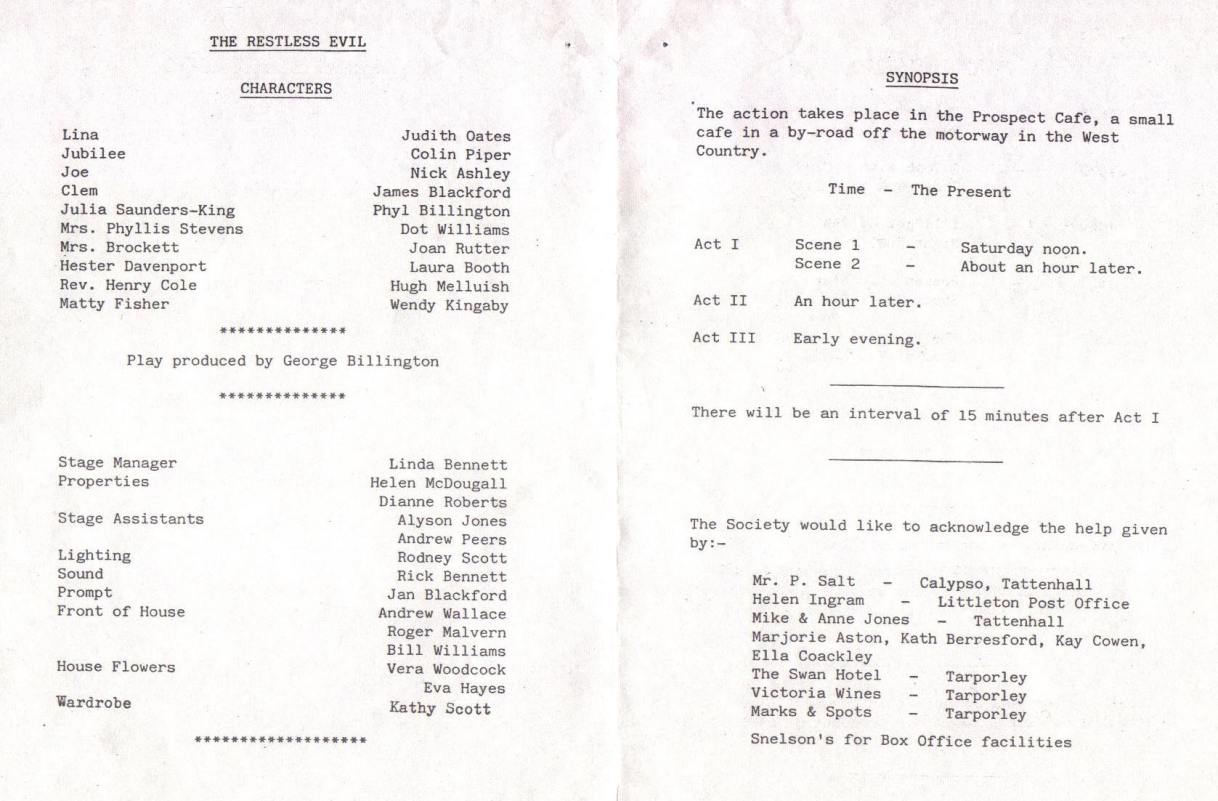 THE RESTLESS EVIL
CHARACTERS
Lina Judith Oates
Jubilee Colin Piper
Joe Nick Ashley
Clem James Blackford
Julia Saunders-King Phyl Billington
Mrs. Phyllis Stevens Dot Williams
Mrs. Brockett Joan Rutter
Hester Davenport Laura Booth
Rev. Henry Cole Hugh Melluish
Matty Fisher Wendy Kingaby
**************
Play produced by George Billington
**************
Stage Manager Linda Bennett
Properties Helen McDougall
Dianne Roberts
Stage Assistants Alyson Jones
Andrew Peers
Lighting Rodney Scott
Sound Rick Bennett
Prompt Jan Blackford
Front of House Andrew Wallace
Roger Malvern
Bill Williams
House Flowers Vera Woodcock
Eva Hayes
Wardrobe Kathy Scott
*******************
SYNOPSIS
The action takes place in the Prospect Cafe, a small
cafe in a by-road off the motorway in the West
Country.
Time - The Present
Act I Scene 1 - Saturday noon.
Scene 2 - About an hour later.
Act II An hour later.
Act III Early evening.
There will be an interval of 15 minutes after Act I
The Society would like to acknowledge the help given
by:-
Mr. P. Salt - Calypso, Tattenhall
Helen Ingram - Littleton Post Office
Mike & Anne Jones - Tattenhall
Marjorie Aston, Kath Berresford, Kay Cowen,
Ella Coackley
The Swan Hotel - Tarporley
Victoria Wines - Tarporley
Marks & Spots - Tarporley
Snelson's for Box Office facilities